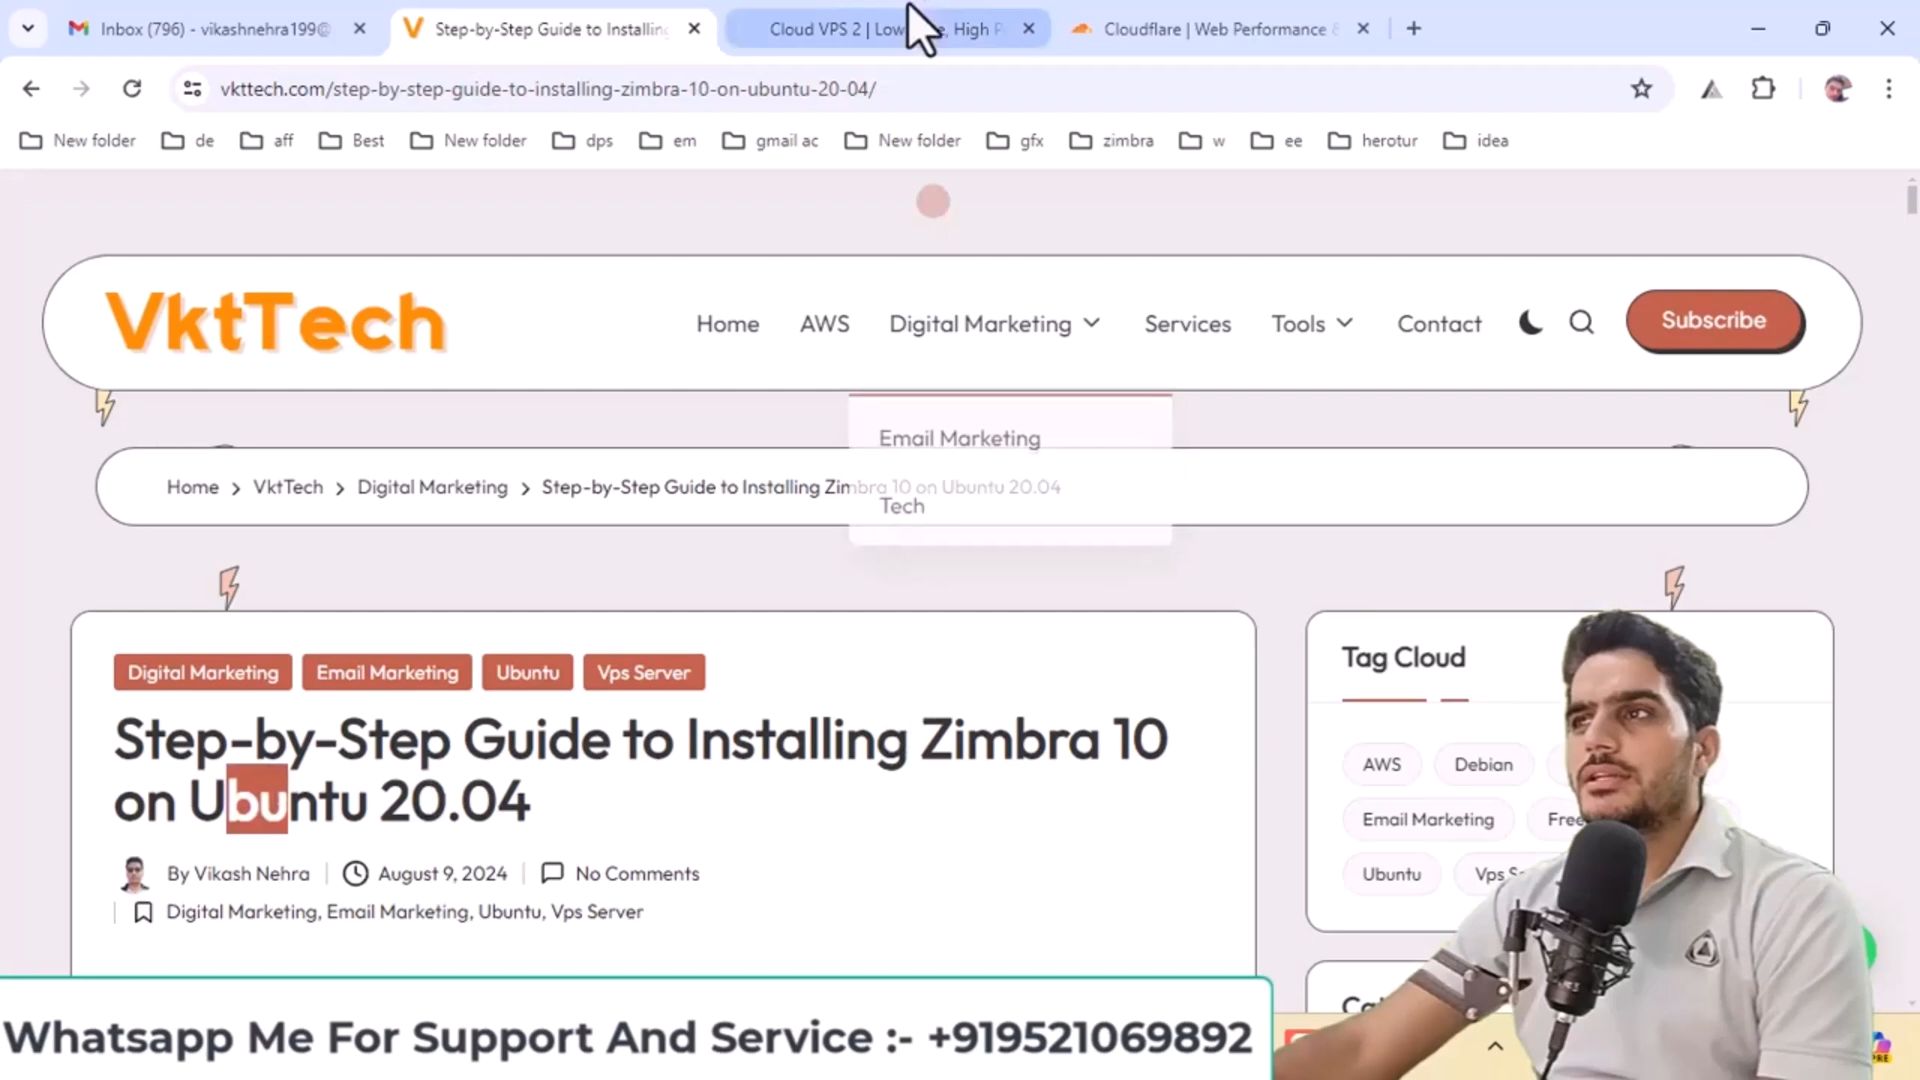 Inbox (796) - vikashnehra199@
Step-by-Step Guide to Installing
Cloud VPS 2 | Low
, High P
Cloudflare | Web Performance &
vkttech.com/step-by-step-guide-to-installing-zimbra-10-on-ubuntu-20-04/
New folder
de
aff
Best
New folder
dps
em
gmail ac
New folder
gfx
zimbra
w
ee
herotur
idea
VktTech
Home
AWS
Digital Marketing
Services
Tools
Contact
Subscribe
Email Marketing
Home > VktTech > Digital Marketing > Step-by-Step Guide to Installing Zimbra 10 on Ubuntu 20.04
Tech
Digital Marketing
Email Marketing
Ubuntu
Vps Server
Step-by-Step Guide to Installing Zimbra 10
on Ubuntu 20.04
By Vikash Nehra
August 9, 2024
No Comments
Digital Marketing, Email Marketing, Ubuntu, Vps Server
Tag Cloud
AWS
Debian
Email Marketing
Free
Ubuntu
Vps
Whatsapp Me For Support And Service :- +919521069892